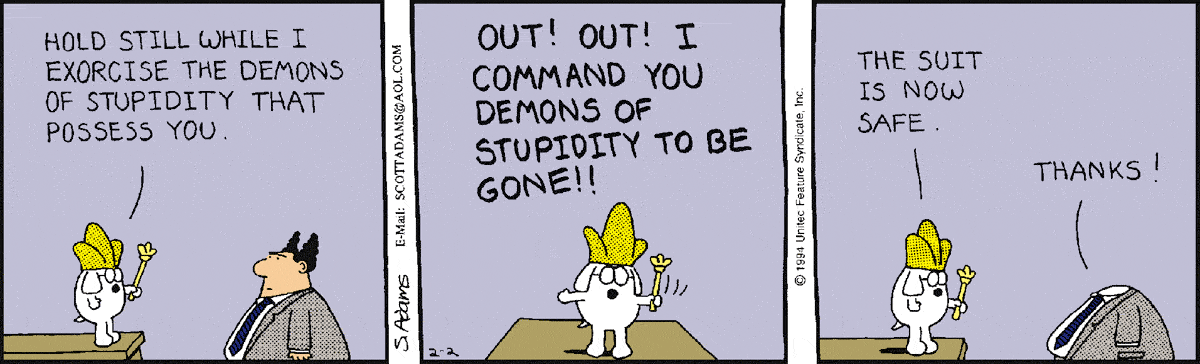 HOLD STILL WHILE I
EXORCISE THE DEMONS
OF STUPIDITY THAT
POSSESS YOU.
S.Adams
E-Mail: SCOTTADAMS@AOL.COM
OUT! OUT! I
COMMAND YOU
DEMONS OF
STUPIDITY TO BE
GONE!!
2-2
© 1994 United Feature Syndicate, Inc.
THE SUIT
IS NOW
SAFE.
THANKS!